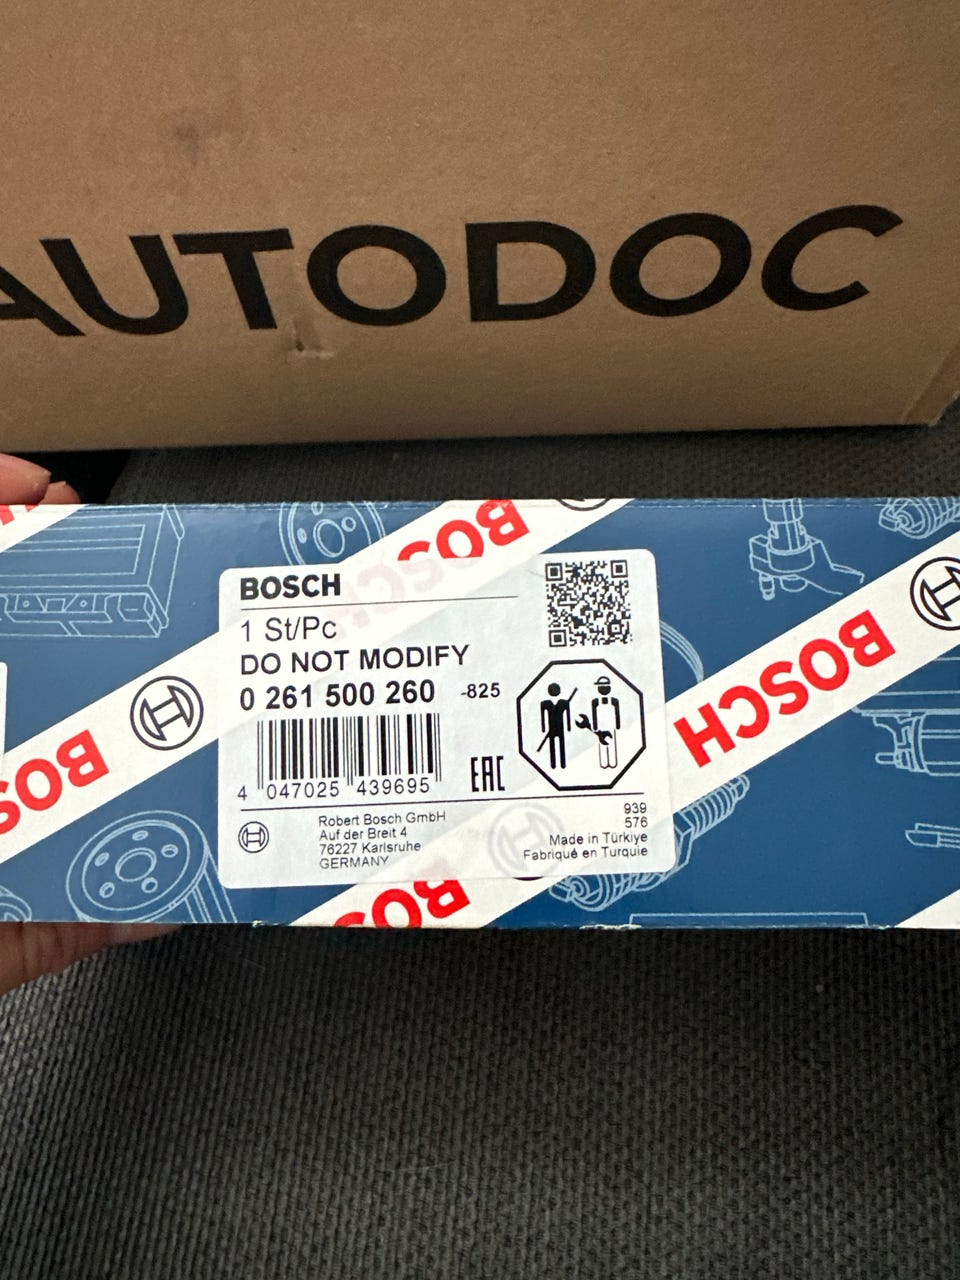 AUTODOC
BOSCH
BOSCH
1 St/Pc
DO NOT MODIFY
0 261 500 260 -825
EAC
4 047025 439695
Robert Bosch GmbH
Auf der Breit 4
76227 Karlsruhe
GERMANY
939
576
Made in Türkiye
Fabriqué en Turquie
BOSCH
BOSCH
BOSCH